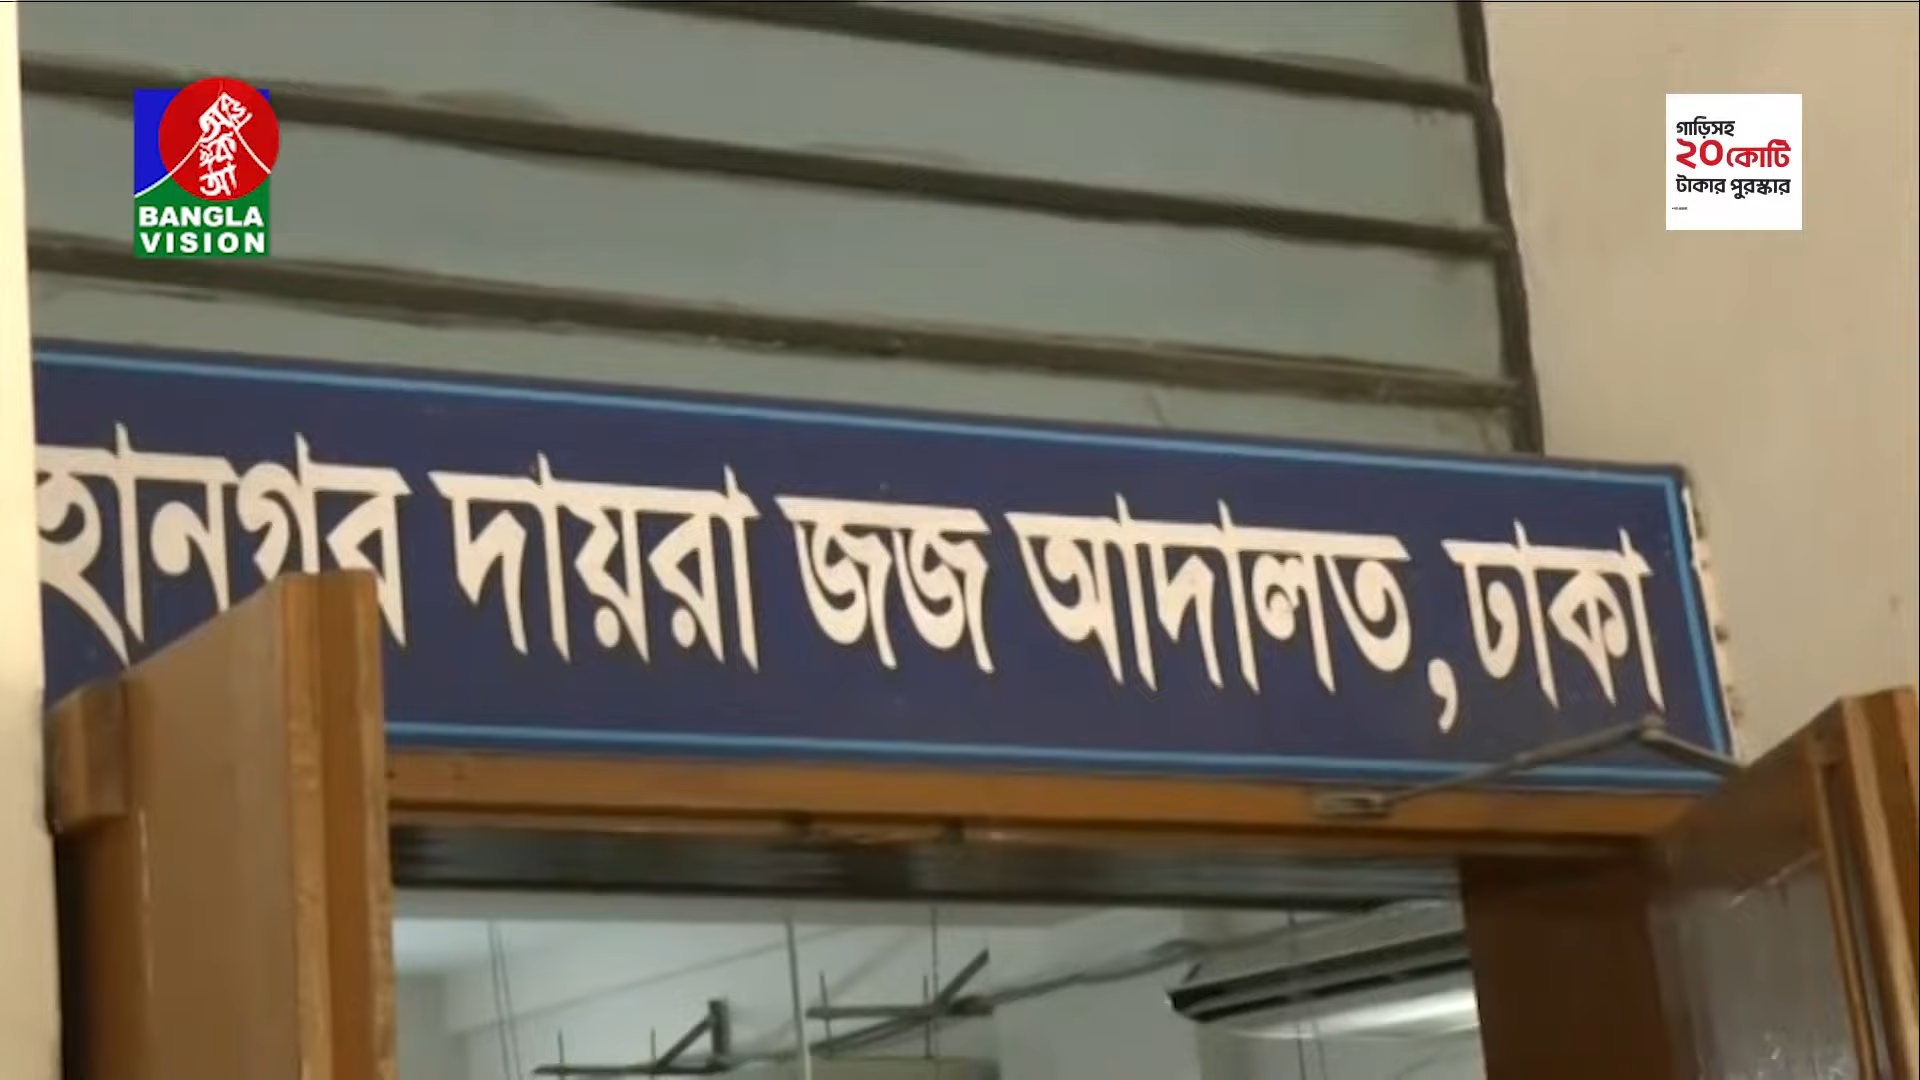 BANGLA
VISION
গাড়িসহ
২০কোটি
টাকার পুরস্কার
হানগর দায়রা জজ আদালত, ঢাকা